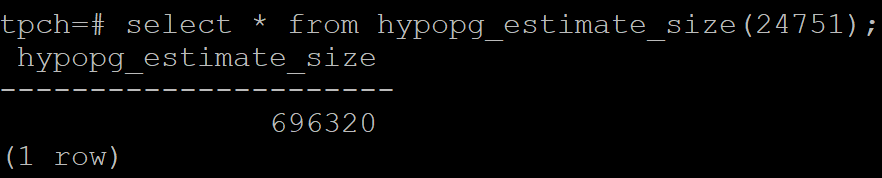 tpch=# select * from hypopg_estimate_size(24751);
 hypopg_estimate_size
----------------------
               696320
(1 row)